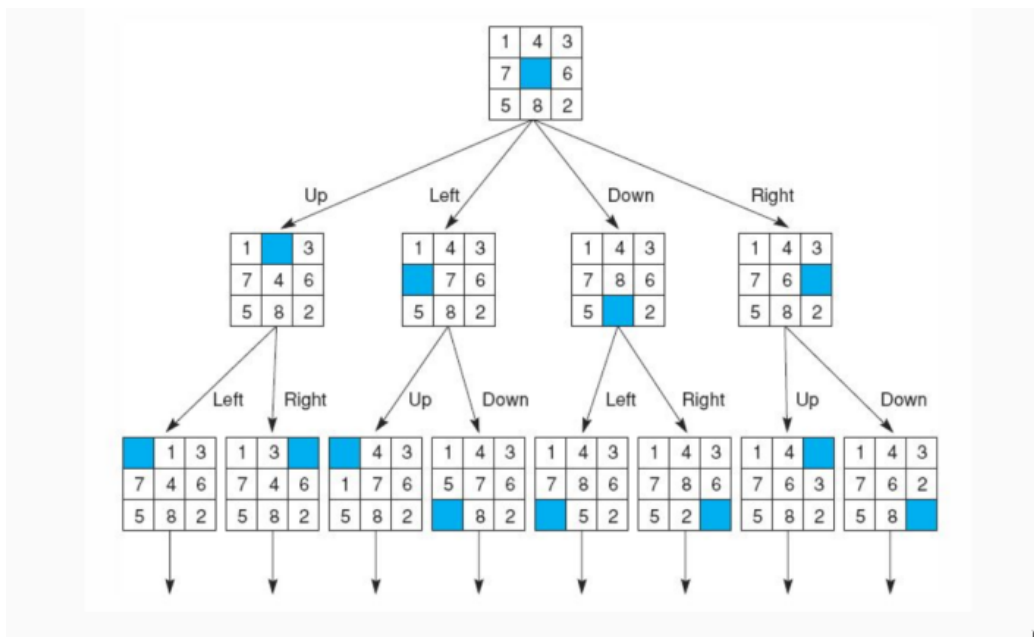 1 4 3
7 6
5 8 2
Up Left Down Right
1 3 1 4 3 1 4 3 1 4 3
7 4 6 7 6 7 8 6 7 6
5 8 2 5 8 2 5 2 5 8 2
Left Right Up Down Left Right Up Down
1 3 1 3 4 3 1 4 3 1 4 3 1 4 3 1 4 1 4 3
7 4 6 7 4 6 1 7 6 5 7 6 7 8 6 7 8 6 7 6 3 7 6 2
5 8 2 5 8 2 5 8 2 8 2 5 2 5 2 5 8 2 5 8